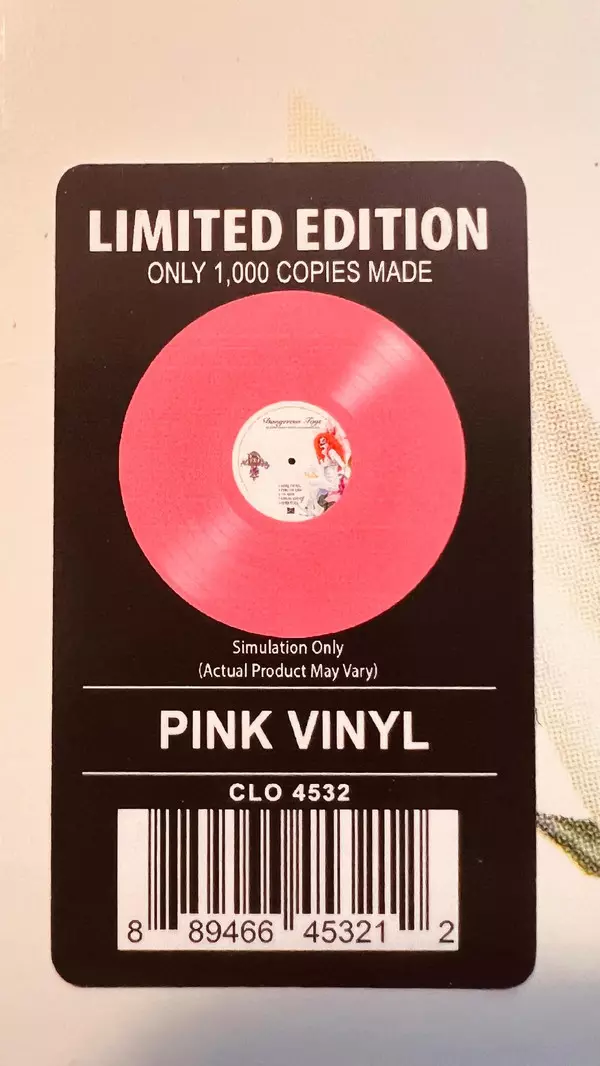 LIMITED EDITION
ONLY 1,000 COPIES MADE
Dangerous Toys
Simulation Only
(Actual Product May Vary)
PINK VINYL
CLO 4532
8 89466 45321 2